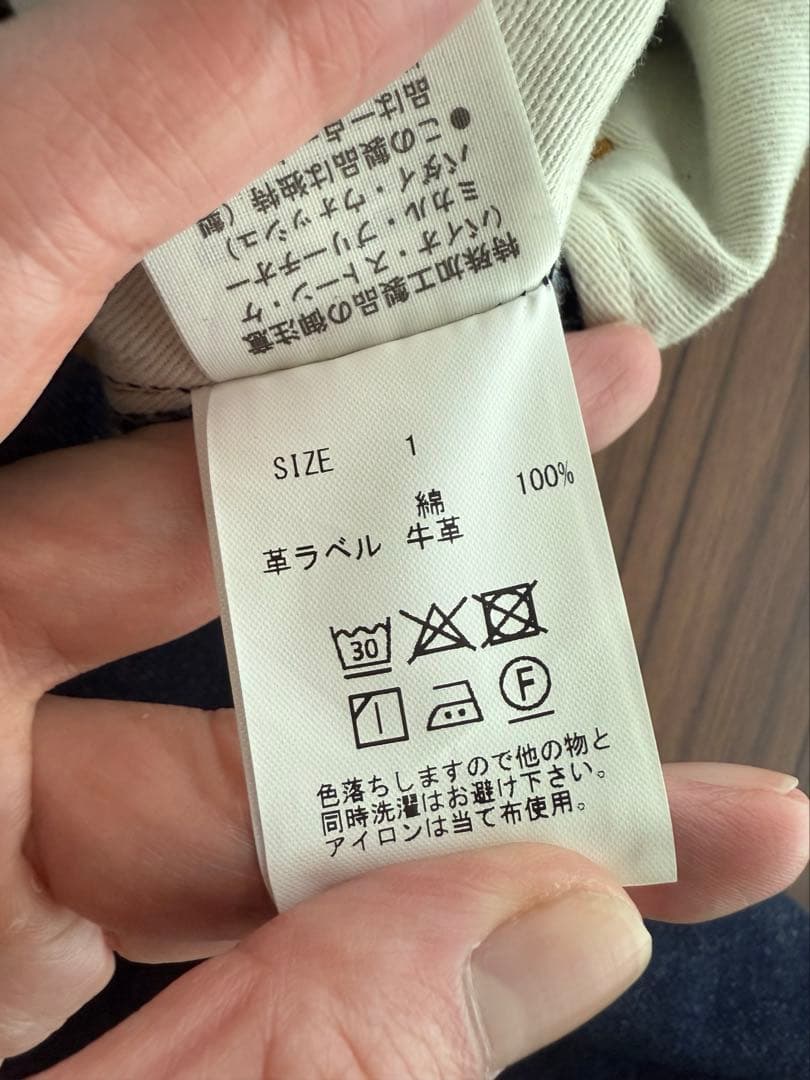 特殊加工製品の御注意
(バイオ・ストーン・ケ
ミカル・ブリーチオー
バダイ・ウォッシュ)
●この製品は独特
品は一点
SIZE 1
綿 100%
革ラベル 牛革
30
F
色落ちしますので他の物と
同時洗濯はお避け下さい。
アイロンは当て布使用。